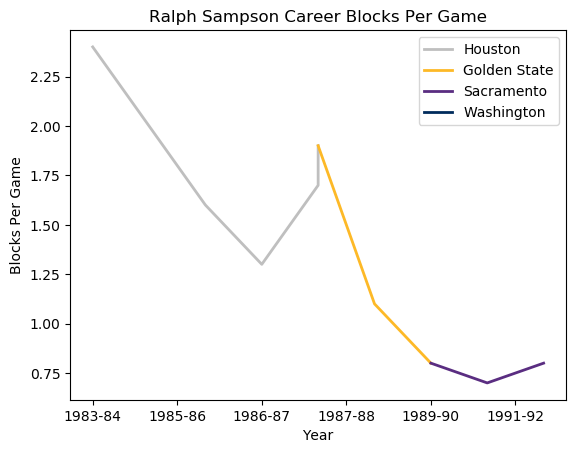 Ralph Sampson Career Blocks Per Game
Houston
Golden State
Sacramento
Washington
Blocks Per Game
2.25
2.00
1.75
1.50
1.25
1.00
0.75
1983-84 1985-86 1986-87 1987-88 1989-90 1991-92
Year